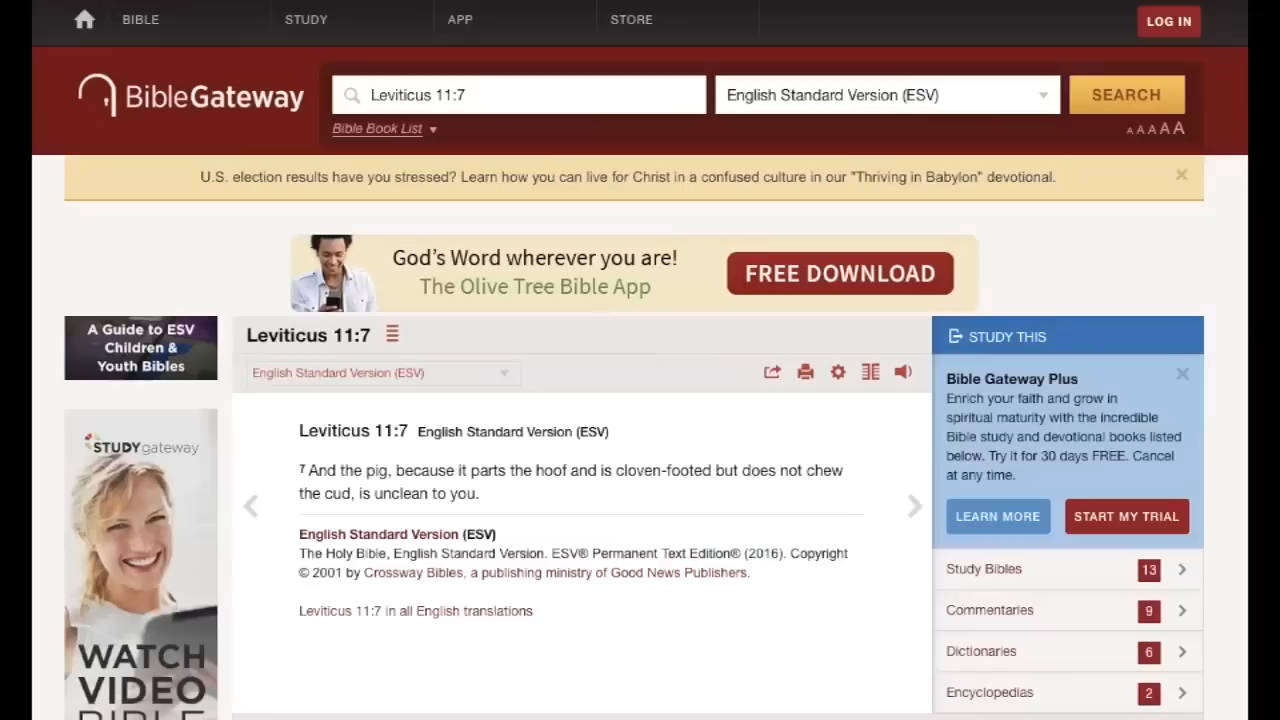 BIBLE STUDY APP STORE LOG IN
BibleGateway
Leviticus 11:7
English Standard Version (ESV)
SEARCH
Bible Book List
A A A A A
U.S. election results have you stressed? Learn how you can live for Christ in a confused culture in our "Thriving in Babylon" devotional.
God's Word wherever you are!
The Olive Tree Bible App
FREE DOWNLOAD
A Guide to ESV
Children &
Youth Bibles
STUDYgateway
WATCH
VIDEO
BIBLE
Leviticus 11:7
English Standard Version (ESV)
Leviticus 11:7 English Standard Version (ESV)
7 And the pig, because it parts the hoof and is cloven-footed but does not chew
the cud, is unclean to you.
English Standard Version (ESV)
The Holy Bible, English Standard Version. ESV® Permanent Text Edition® (2016). Copyright
© 2001 by Crossway Bibles, a publishing ministry of Good News Publishers.
Leviticus 11:7 in all English translations
STUDY THIS
Bible Gateway Plus
Enrich your faith and grow in
spiritual maturity with the incredible
Bible study and devotional books listed
below. Try it for 30 days FREE. Cancel
at any time.
LEARN MORE
START MY TRIAL
Study Bibles 13
Commentaries 9
Dictionaries 6
Encyclopedias 2